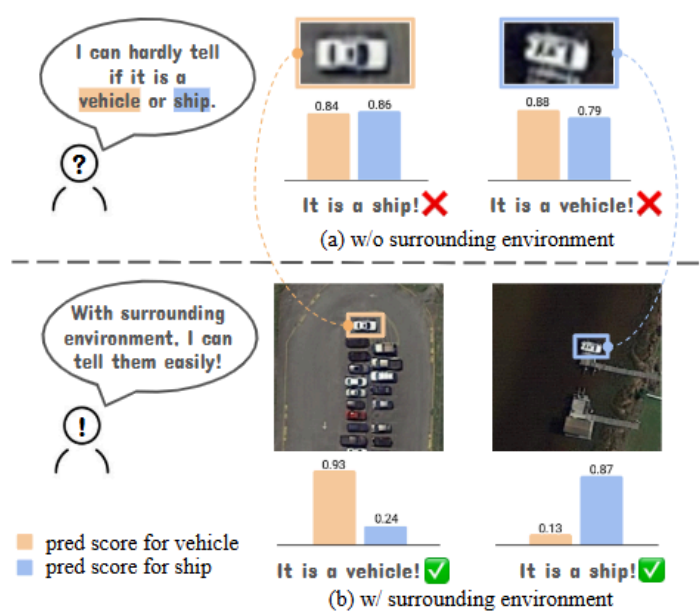 I can hardly tell
if it is a
vehicle or ship.
?
0.84
0.86
0.88
0.79
It is a ship!
It is a vehicle!
(a) w/o surrounding environment
With surrounding
environment, I can
tell them easily!
!
0.93
0.24
0.13
0.87
pred score for vehicle
pred score for ship
It is a vehicle!
It is a ship!
(b) w/ surrounding environment